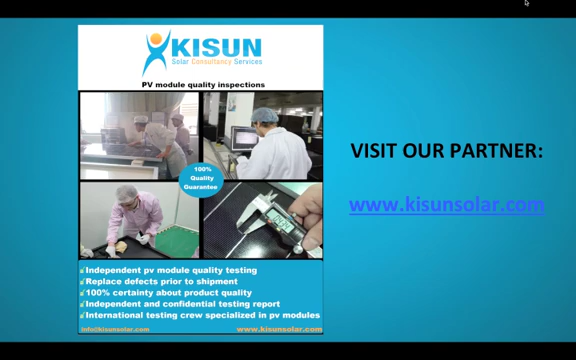 KISUN
Solar Consultancy Services
PV module quality inspections
100%
Quality
Guarantee
Independent pv module quality testing
Replace defects prior to shipment
100% certainty about product quality
Independent and confidential testing report
International testing crew specialized in pv modules
info@kisunsolar.com
www.kisunsolar.com
VISIT OUR PARTNER:
www.kisunsolar.com